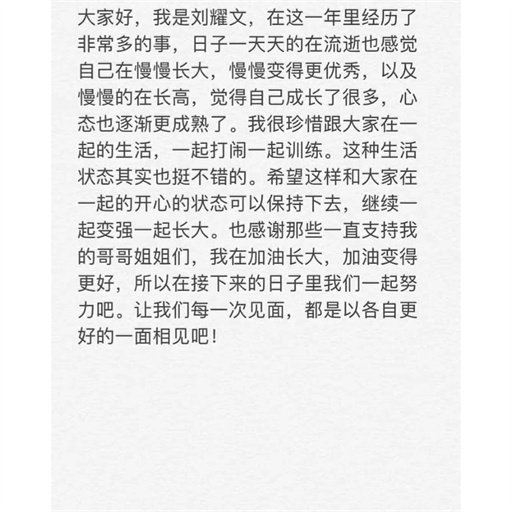 大家好，我是刘耀文，在这一年里经历了
非常多的事，日子一天天的在流逝也感觉
自己在慢慢长大，慢慢变得更优秀，以及
慢慢的在长高，觉得自己成长了很多，心
态也逐渐更成熟了。我很珍惜跟大家在一
起的生活，一起打闹一起训练。这种生活
状态其实也挺不错的。希望这样和大家在
一起的开心的状态可以保持下去，继续一
起变强一起长大。也感谢那些一直支持我
的哥哥姐姐们，我在加油长大，加油变得
更好，所以在接下来的日子里我们一起努
力吧。让我们每一次见面，都是以各自更
好的一面相见吧！